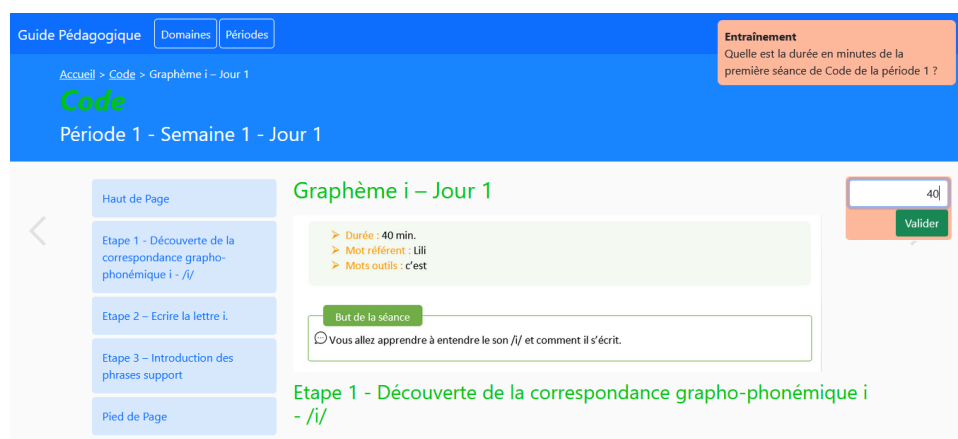 Guide Pédagogique Domaines Périodes
Entraînement
Quelle est la durée en minutes de la
première séance de Code de la période 1 ?
Accueil > Code > Graphème i – Jour 1
Code
Période 1 - Semaine 1 - Jour 1
Haut de Page
Etape 1 - Découverte de la
correspondance grapho-
phonémique i - /i/
Etape 2 – Ecrire la lettre i.
Etape 3 – Introduction des
phrases support
Pied de Page
Graphème i – Jour 1
➢ Durée : 40 min.
➢ Mot référent : Lili
➢ Mots outils : c’est
But de la séance
Vous allez apprendre à entendre le son /i/ et comment il s’écrit.
Etape 1 - Découverte de la correspondance grapho-phonémique i
- /i/
40
Valider